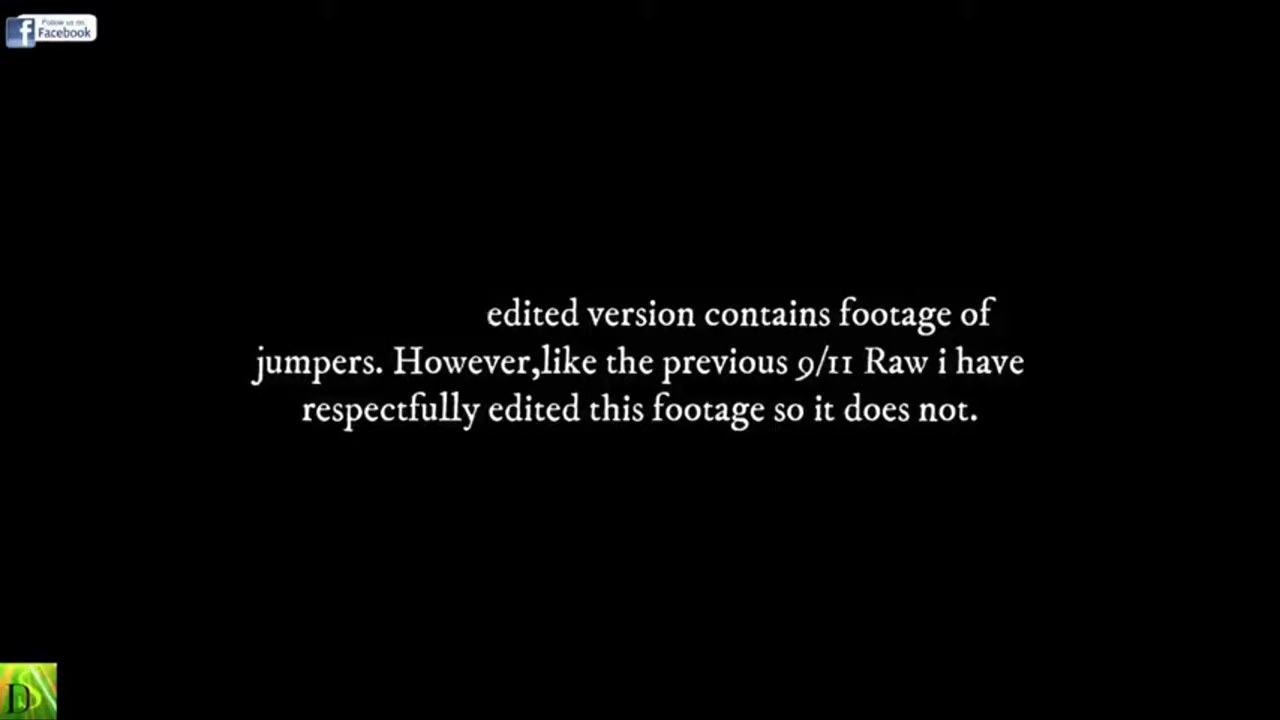 Follow us on
Facebook
edited version contains footage of
jumpers. However,like the previous 9/11 Raw i have
respectfully edited this footage so it does not.